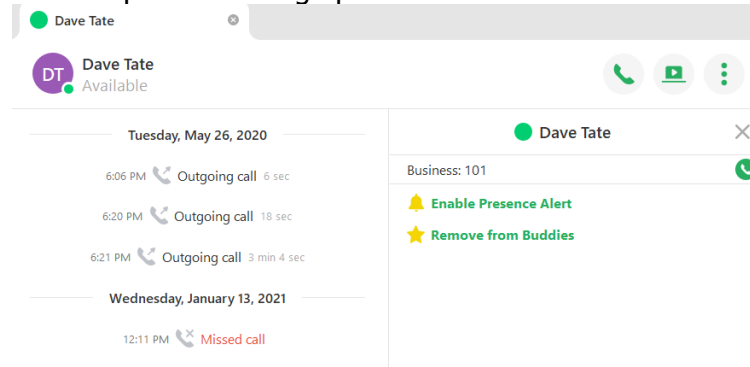 Dave Tate
DT
Dave Tate
Available
Tuesday, May 26, 2020
6:06 PM Outgoing call 6 sec
6:20 PM Outgoing call 18 sec
6:21 PM Outgoing call 3 min 4 sec
Wednesday, January 13, 2021
12:11 PM Missed call
Dave Tate
Business: 101
Enable Presence Alert
Remove from Buddies